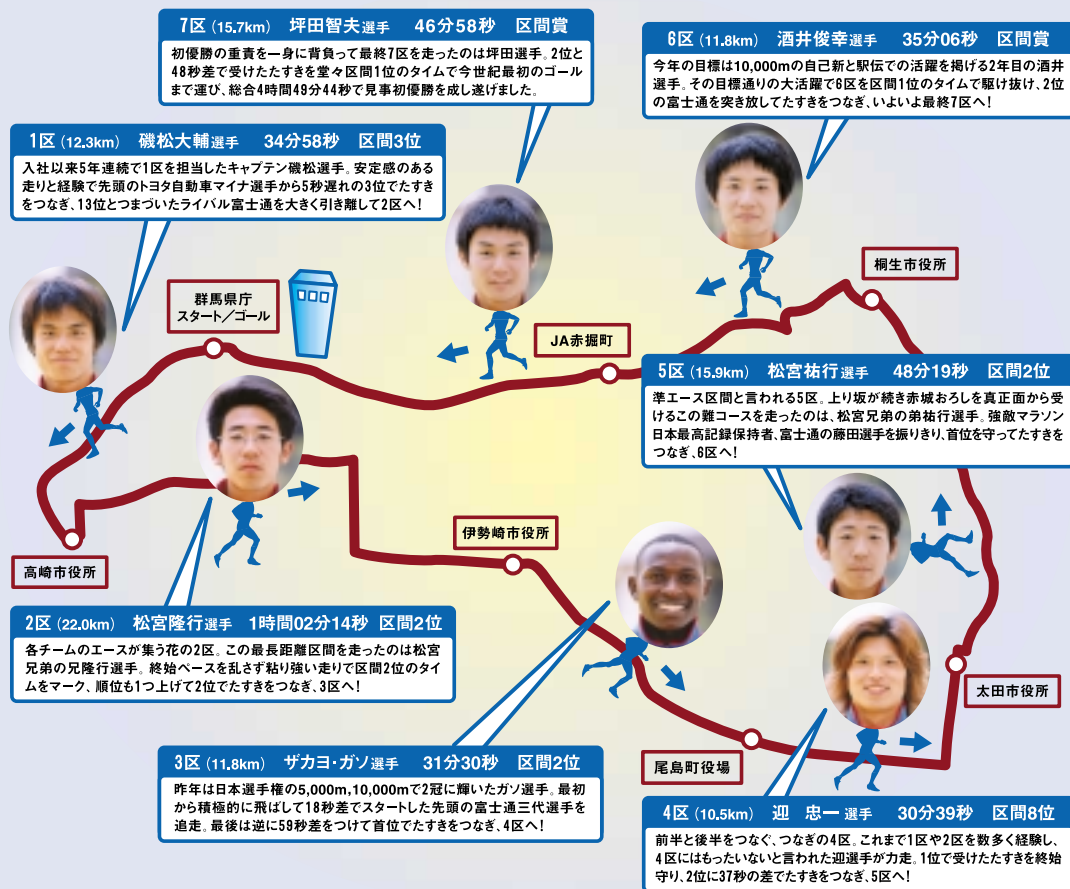 7区 (15.7km) 坪田智夫選手 46分58秒 区間賞
初優勝の重責を一身に背負って最終7区を走ったのは坪田選手。2位と
48秒差で受けたたすきを堂々区間1位のタイムで今世紀最初のゴール
まで運び、総合4時間49分44秒で見事初優勝を成し遂げました。
6区 (11.8km) 酒井俊幸選手 35分06秒 区間賞
今年の目標は10,000mの自己新と駅伝での活躍を掲げる2年目の酒井
選手。その目標通りの大活躍で6区を区間1位のタイムで駆け抜け、2位
の富士通を突き放してたすきをつなぎ、いよいよ最終7区へ!
1区 (12.3km) 磯松大輔選手 34分58秒 区間3位
入社以来5年連続で1区を担当したキャプテン磯松選手。安定感のある
走りと経験で先頭のトヨタ自動車マイナ選手から5秒遅れの3位でたすき
をつなぎ、13位とつまづいたライバル富士通を大きく引き離して2区へ!
桐生市役所
群馬県庁
スタート/ゴール
JA赤堀町
5区 (15.9km) 松宮祐行選手 48分19秒 区間2位
準エース区間と言われる5区。上り坂が続き赤城おろしを真正面から受
けるこの難コースを走ったのは、松宮兄弟の弟祐行選手。強敵マラソン
日本最高記録保持者、富士通の藤田選手を振りきり、首位を守ってたすきを
つなぎ、6区へ!
伊勢崎市役所
高崎市役所
2区 (22.0km) 松宮隆行選手 1時間02分14秒 区間2位
各チームのエースが集う花の2区。この最長距離区間を走ったのは松宮
兄弟の兄隆行選手。終始ペースを乱さず粘り強い走りで区間2位のタイ
ムをマーク、順位も1つ上げて2位でたすきをつなぎ、3区へ!
太田市役所
尾島町役場
3区 (11.8km) ザカヨ・ガソ選手 31分30秒 区間2位
昨年は日本選手権の5,000m,10,000mで2冠に輝いたガソ選手。最初
から積極的に飛ばして18秒差でスタートした先頭の富士通三代選手を
追走。最後は逆に59秒差をつけて首位でたすきをつなぎ、4区へ!
4区 (10.5km) 迎 忠一選手 30分39秒 区間8位
前半と後半をつなぐ、つなぎの4区。これまで1区や2区を数多く経験し、
4区にはもったいないと言われた迎選手が力走。1位で受けたたすきを終始
守り、2位に37秒の差でたすきをつなぎ、5区へ!